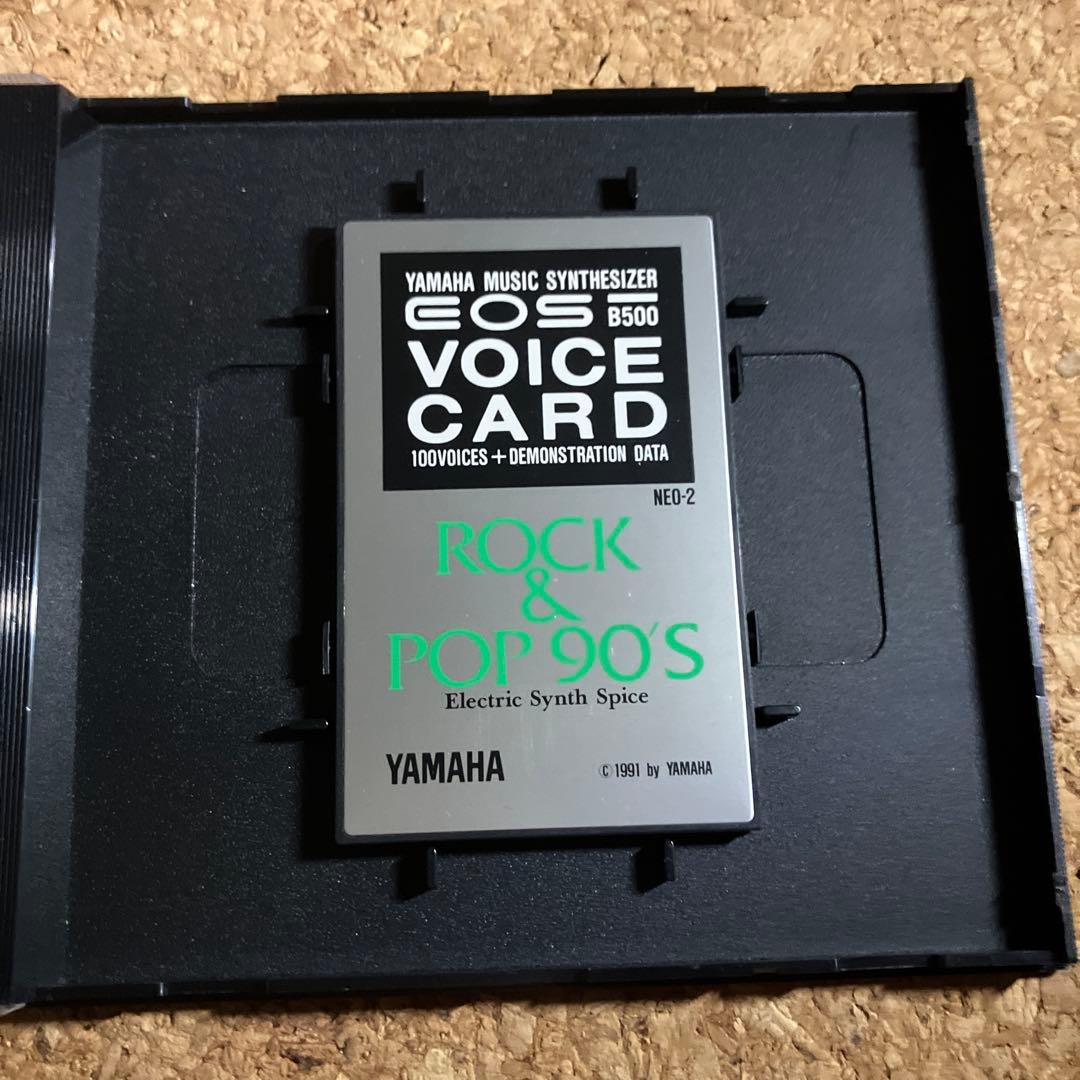 YAMAHA MUSIC SYNTHESIZER
EOS B500
VOICE
CARD
100VOICES+DEMONSTRATION DATA
NEO-2
ROCK
&
POP 90'S
Electric Synth Spice
YAMAHA ©1991 by YAMAHA